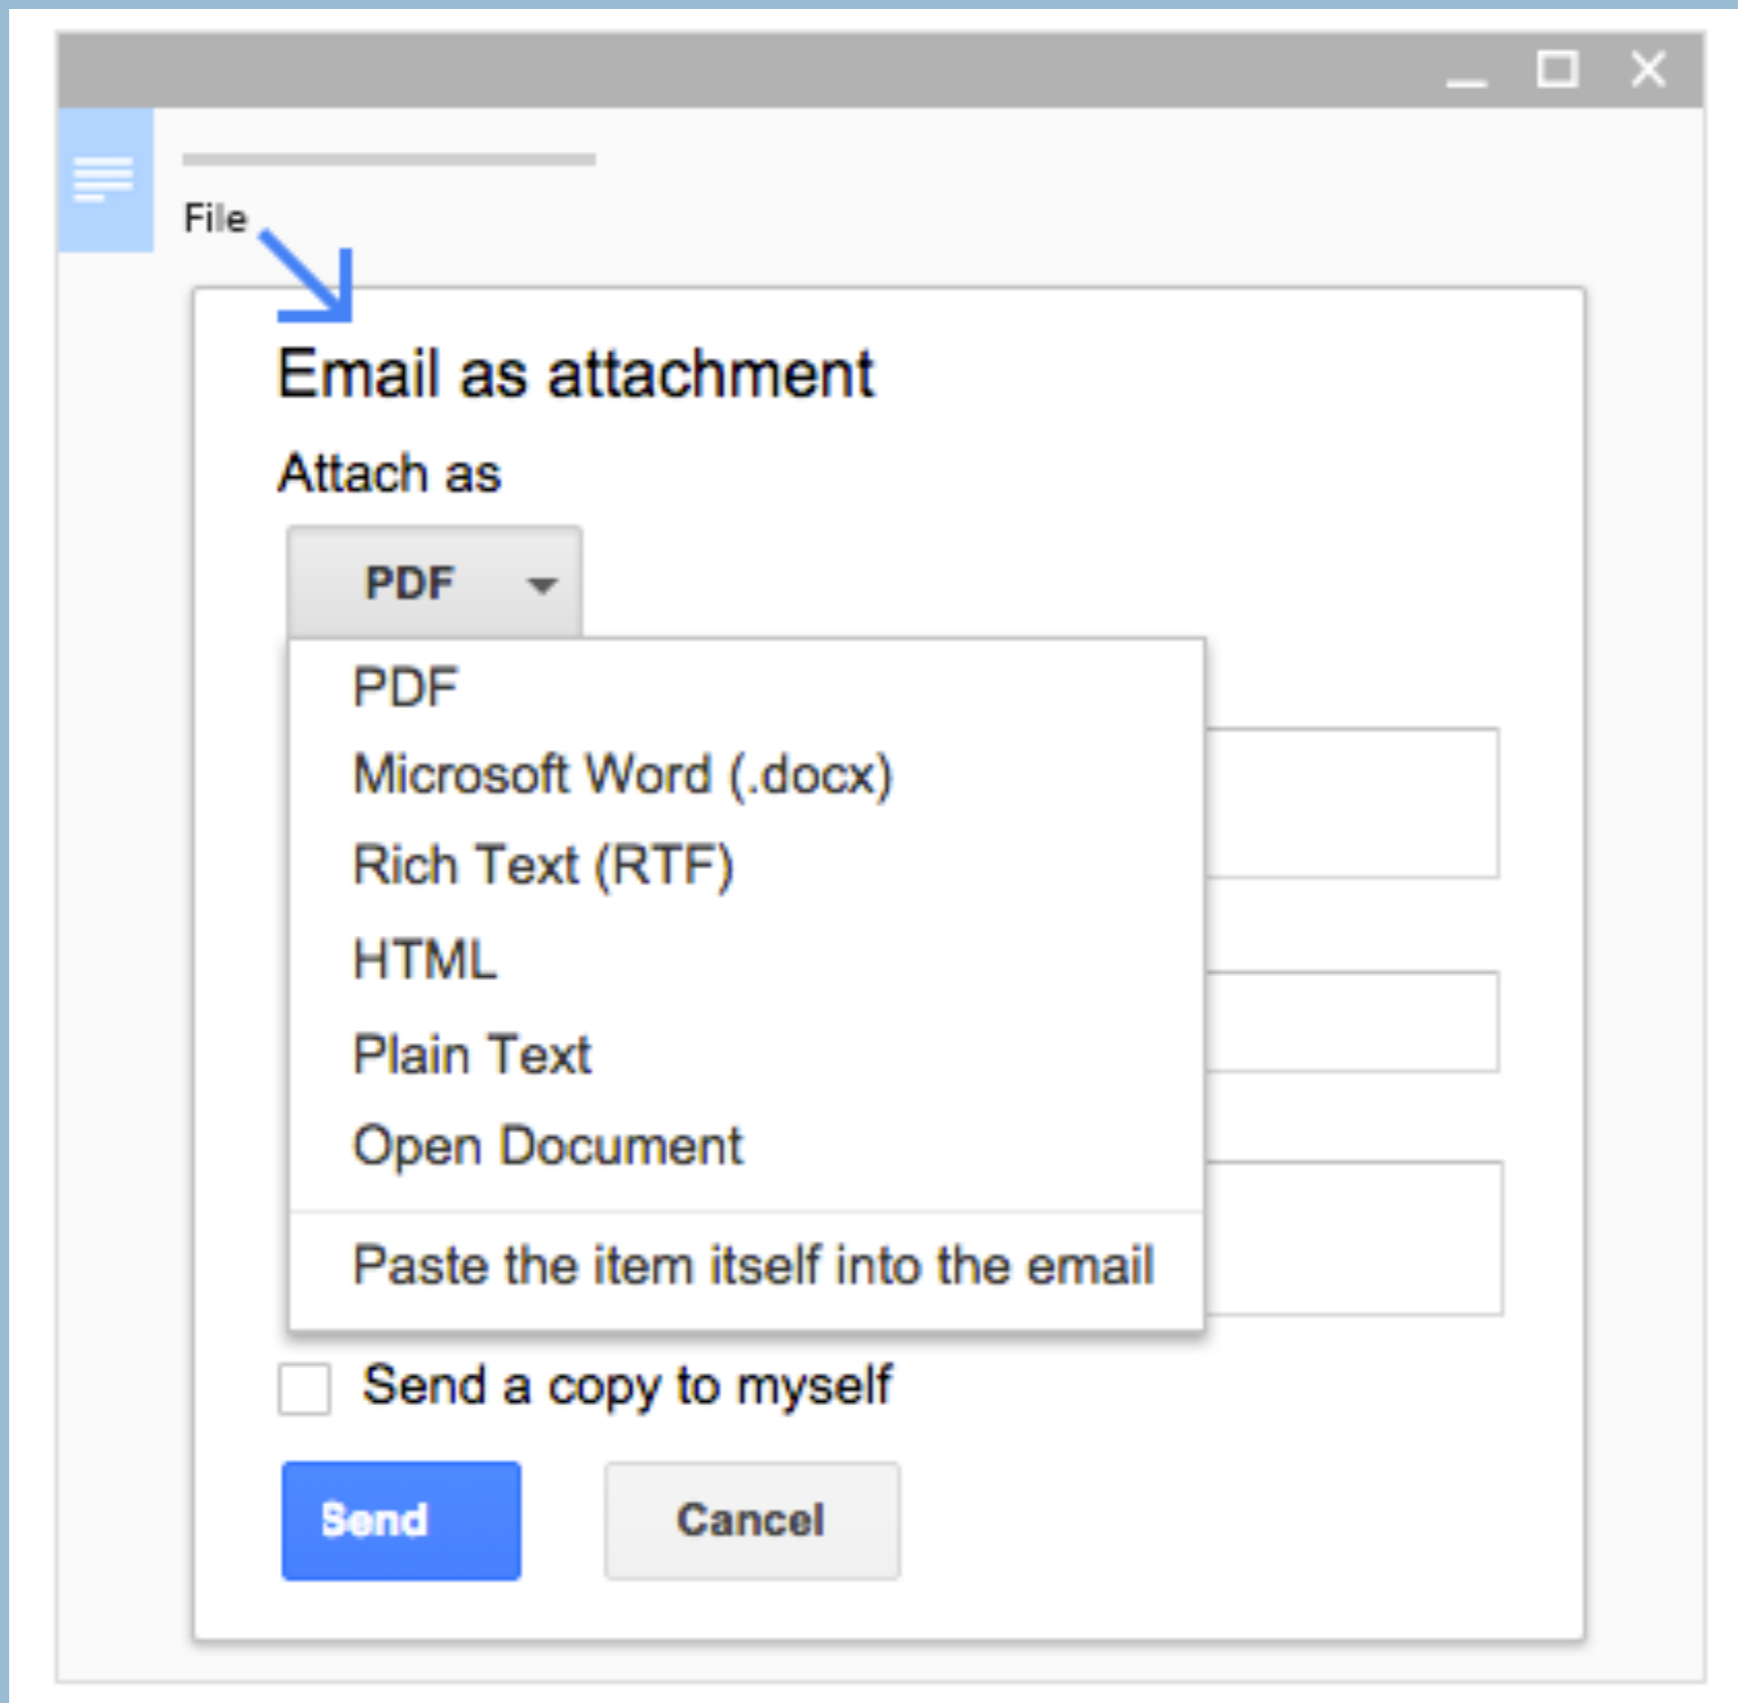 File
Email as attachment
Attach as
PDF
PDF
Microsoft Word (.docx)
Rich Text (RTF)
HTML
Plain Text
Open Document
Paste the item itself into the email
Send a copy to myself
Send
Cancel